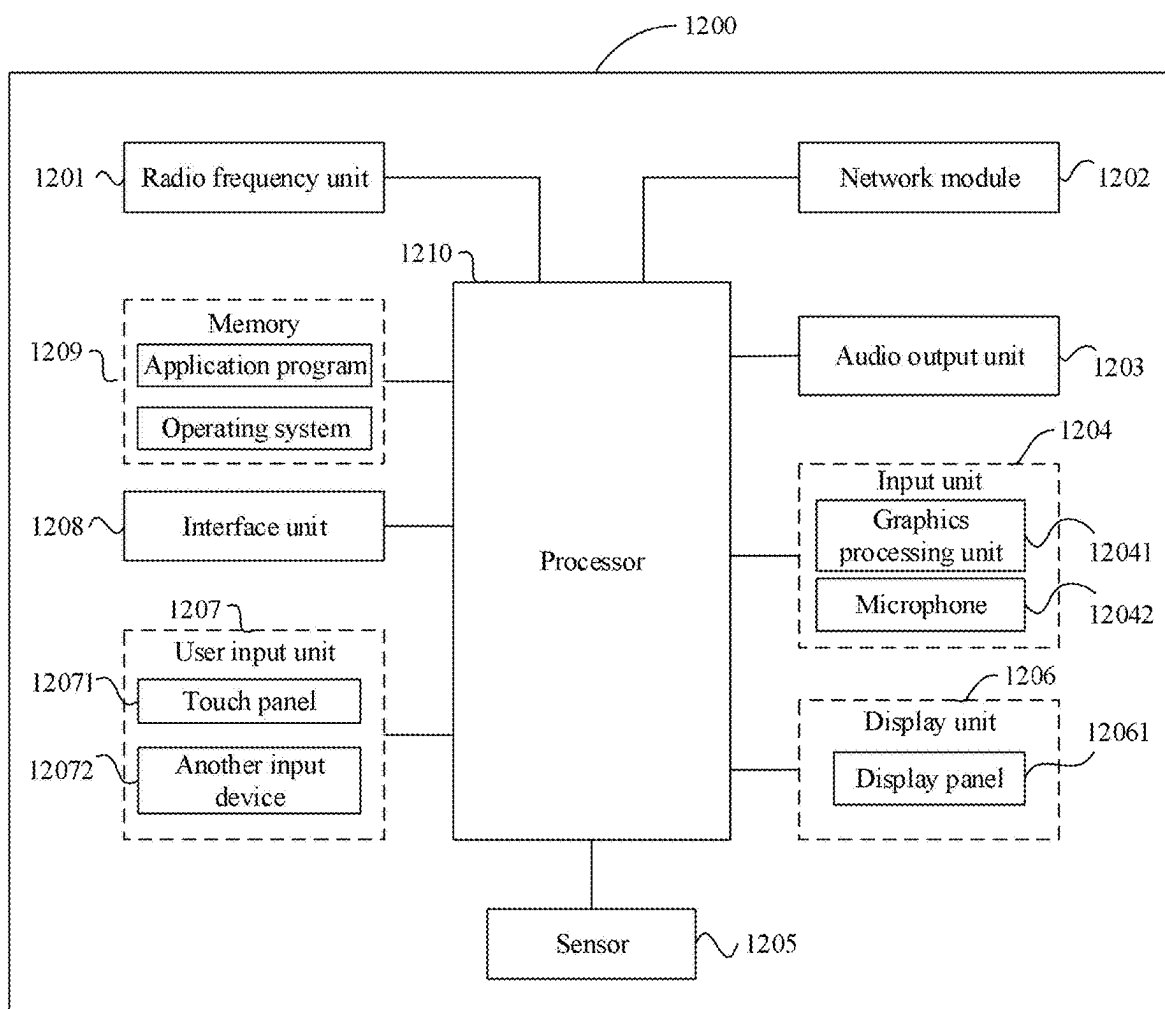 1200
1201
Radio frequency unit
Network module
1202
1210
Memory
1209
Application program
Operating system
Audio output unit
1203
1204
Input unit
Graphics
processing unit
12041
Microphone
12042
1208
Interface unit
Processor
1207
User input unit
12071
Touch panel
12072
Another input
device
1206
Display unit
12061
Display panel
Sensor
1205